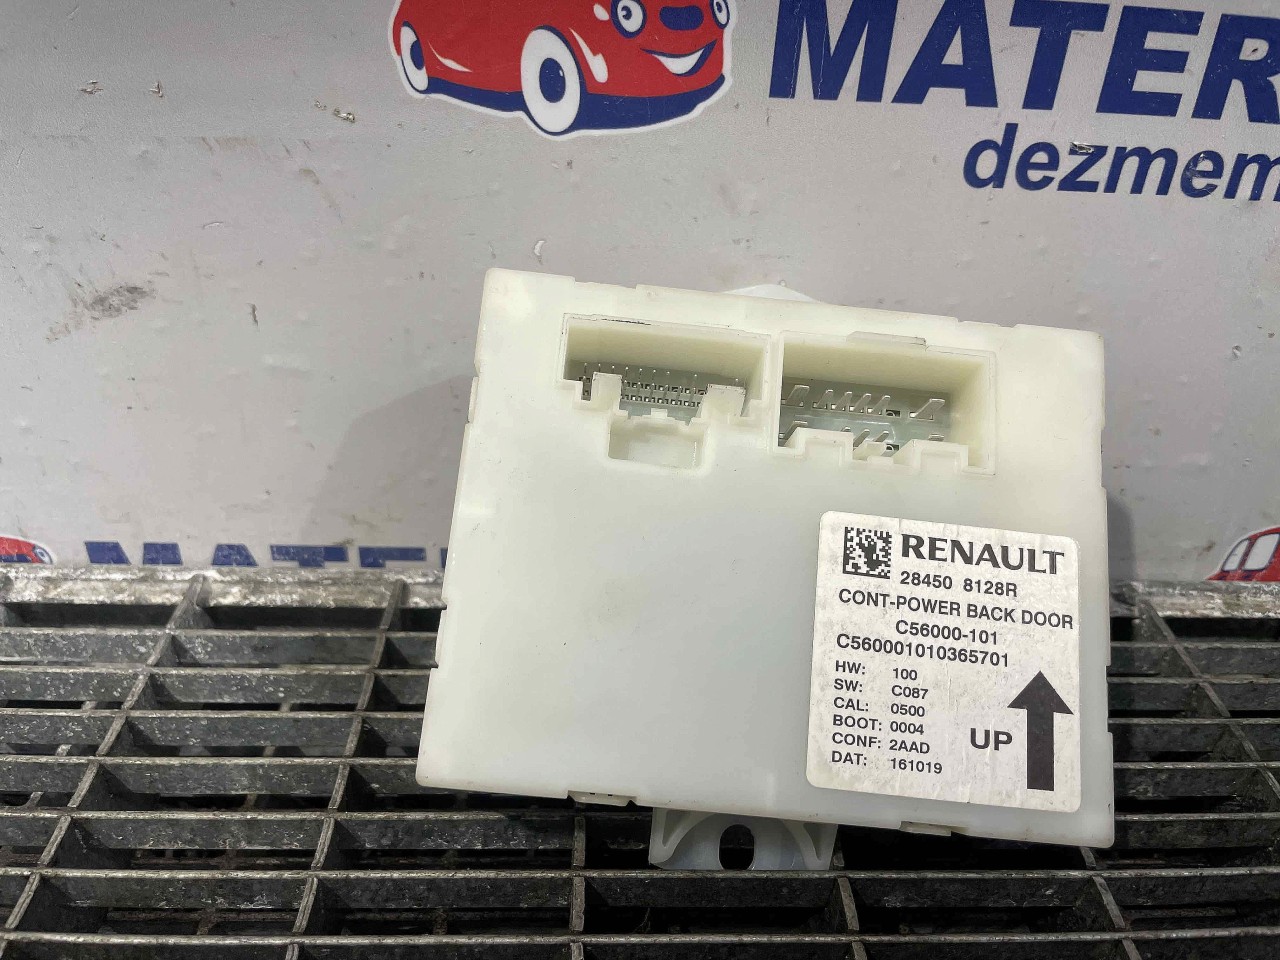 MATER
dezmem
MATE
RENAULT
28450 8128R
CONT-POWER BACK DOOR
C56000-101
C560001010365701
HW: 100
SW: C087
CAL: 0500
BOOT: 0004
CONF: 2AAD
DAT: 161019
UP